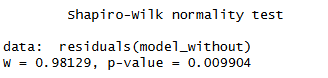 Shapiro-Wilk normality test
data:  residuals(model_without)
W = 0.98129, p-value = 0.009904